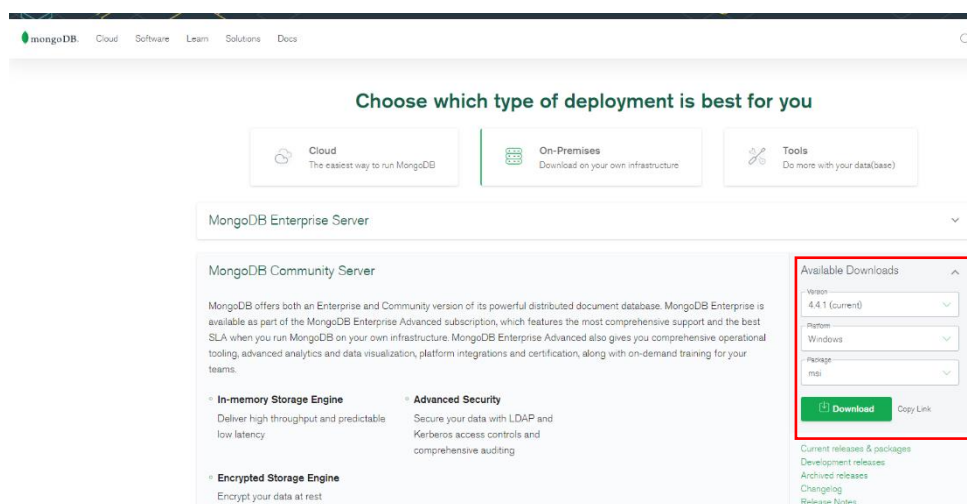 mongoDB. Cloud Software Learn Solutions Docs
Choose which type of deployment is best for you
Cloud
The easiest way to run MongoDB
On-Premises
Download on your own infrastructure
Tools
Do more with your data(base)
MongoDB Enterprise Server
MongoDB Community Server
MongoDB offers both an Enterprise and Community version of its powerful distributed document database. MongoDB Enterprise is
available as part of the MongoDB Enterprise Advanced subscription, which features the most comprehensive support and the best
SLA when you run MongoDB on your own infrastructure. MongoDB Enterprise Advanced also gives you comprehensive operational
tooling, advanced analytics and data visualization, platform integrations and certification, along with on-demand training for your
teams.
In-memory Storage Engine
Deliver high throughput and predictable
low latency
Advanced Security
Secure your data with LDAP and
Kerberos access controls and
comprehensive auditing
Encrypted Storage Engine
Encrypt your data at rest
Available Downloads
Version
4.4.1 (current)
Platform
Windows
Package
msi
Download Copy Link
Current releases & packages
Development releases
Archived releases
Changelog
Release Notes